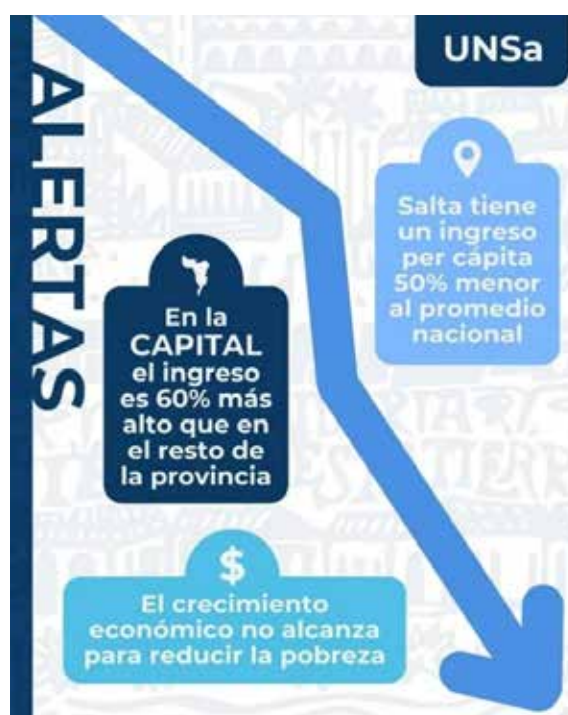 UNSa
ALERTAS
Salta tiene
un ingreso
per cápita
50% menor
al promedio
nacional
En la
CAPITAL
el ingreso
es 60% más
alto que en
el resto de
la provincia
$
El crecimiento
económico no alcanza
para reducir la pobreza